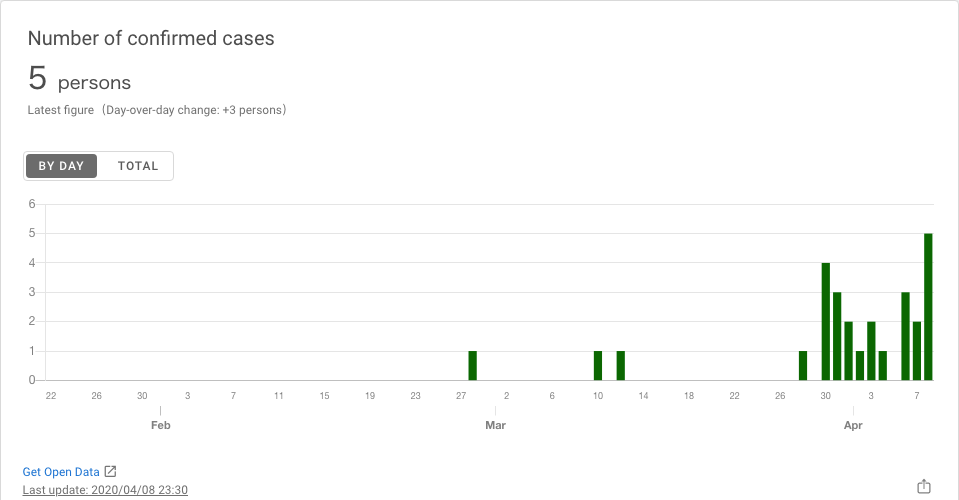 Number of confirmed cases
5 persons
Latest figure（Day-over-day change: +3 persons）
BY DAY TOTAL
6
5
4
3
2
1
0
22 26 30 3 7 11 15 19 23 27 2 6 10 14 18 22 26 30 3 7
Feb Mar Apr
Get Open Data
Last update: 2020/04/08 23:30